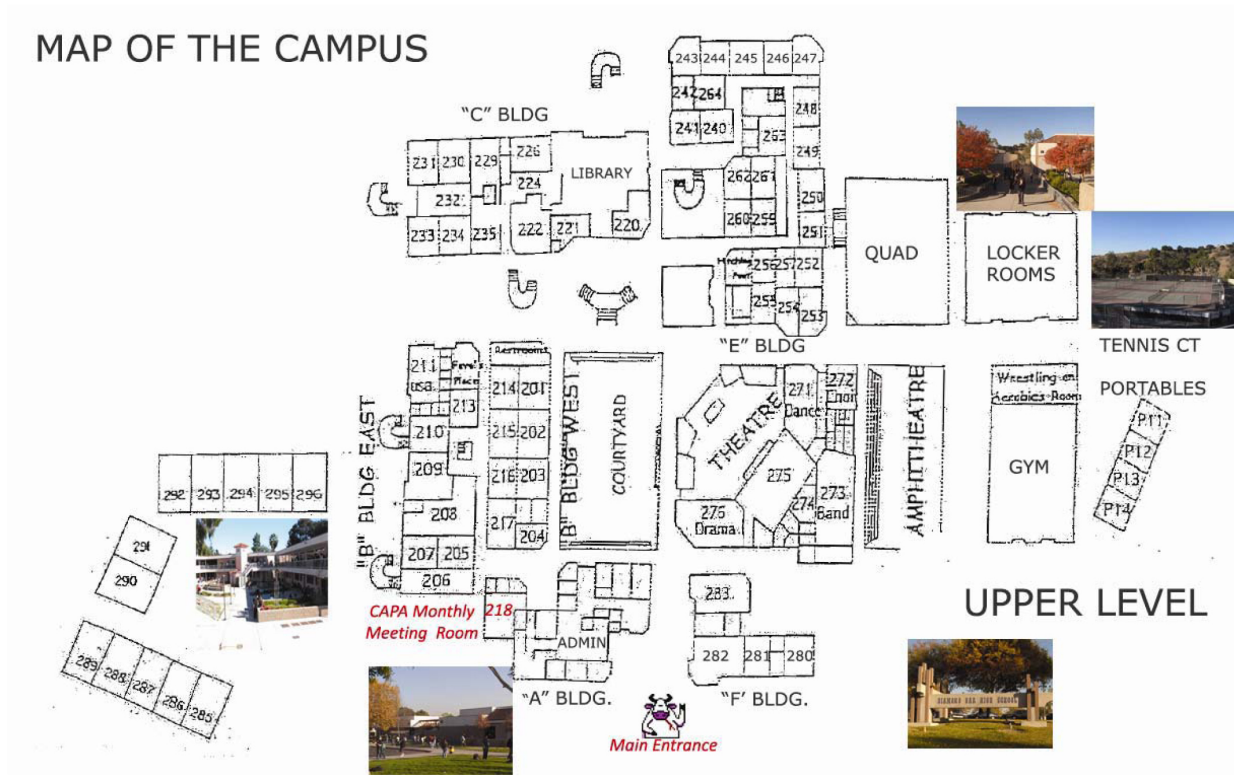 MAP OF THE CAMPUS
243 244 245 246 247
242 264
248
"C" BLDG
241 240
263
249
231 230 229 226
LIBRARY
224
262 261
232
250
260 259
233 234 235 222 221 220
251
QUAD
LOCKER
ROOMS
256 257 252
255 254 253
"E" BLDG
TENNIS CT
PORTABLES
211
Restrooms
Place
213
214 201
210
215 202
209
216 203
208
217 204
207 205
206
"B" BLDG EAST
"B" BLDG WEST
COURTYARD
THEATRE
271
Dance
272
Choir
275
276
Drama
274
273
Band
AMPHITHEATRE
Wrestling on
Aerobics Room
GYM
P11
P12
P13
P14
292 293 294 295 296
291
290
289 288 287 286 285
CAPA Monthly 218
Meeting Room
ADMIN
"A" BLDG.
283
282 281 280
"F' BLDG.
Main Entrance
UPPER LEVEL
DIAMOND BAR HIGH SCHOOL